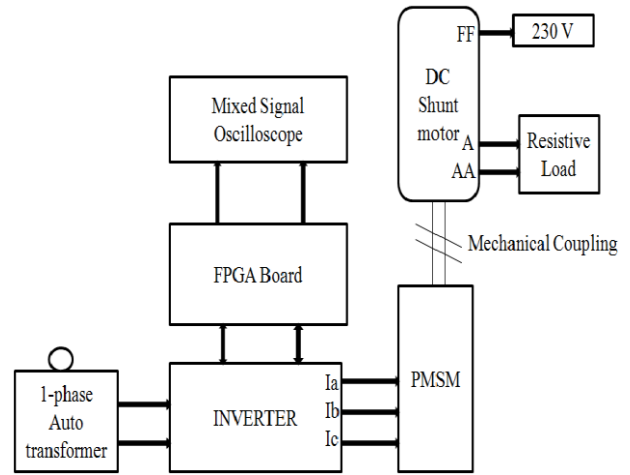 FF
230 V
DC
Shunt
motor
A
AA
Resistive
Load
Mixed Signal
Oscilloscope
Mechanical Coupling
FPGA Board
1-phase
Auto
transformer
INVERTER
Ia
Ib
Ic
PMSM